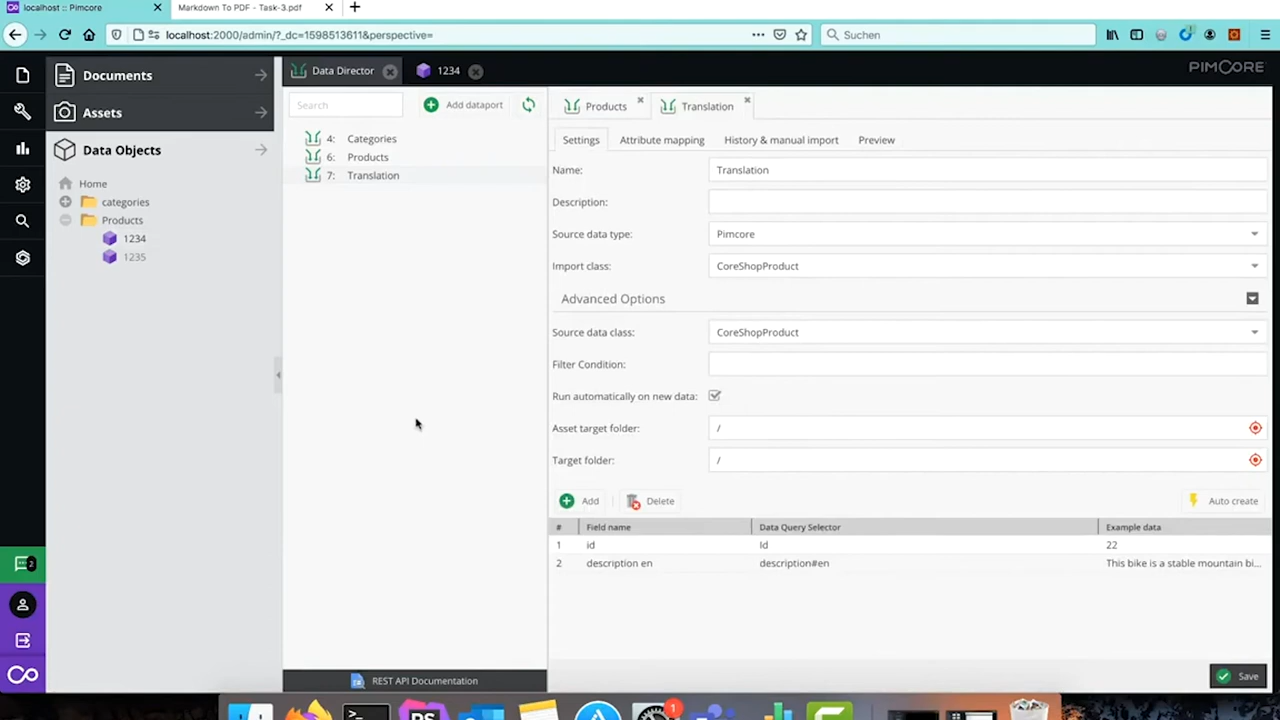 localhost :: Pimcore
Markdown To PDF - Task-3.pdf
localhost:2000/admin/?_dc=1598513611&perspective=
Suchen
Documents
Assets
Data Objects
Home
categories
Products
1234
1235
2
Data Director
1234
PIMCORE
Search
Add dataport
4: Categories
6: Products
7: Translation
REST API Documentation
Products
Translation
Settings
Attribute mapping
History & manual import
Preview
Name: Translation
Description:
Source data type: Pimcore
Import class: CoreShopProduct
Advanced Options
Source data class: CoreShopProduct
Filter Condition:
Run automatically on new data:
Asset target folder: /
Target folder: /
Add
Delete
Auto create
# Field name Data Query Selector Example data
1 id Id 22
2 description en description#en This bike is a stable mountain bi...
Save
PS
1